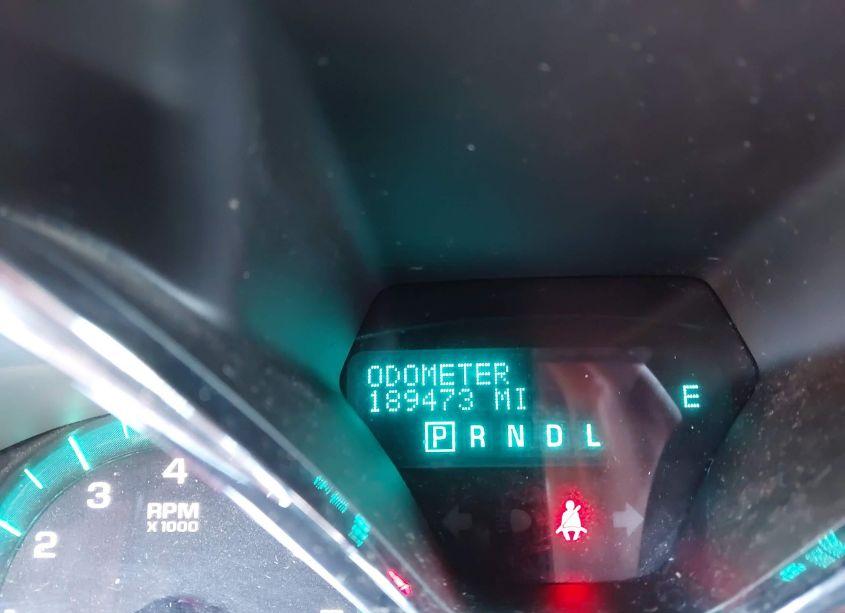 ODOMETER
189473 MI
E
P R N D L
4
3
2
RPM
X 1000